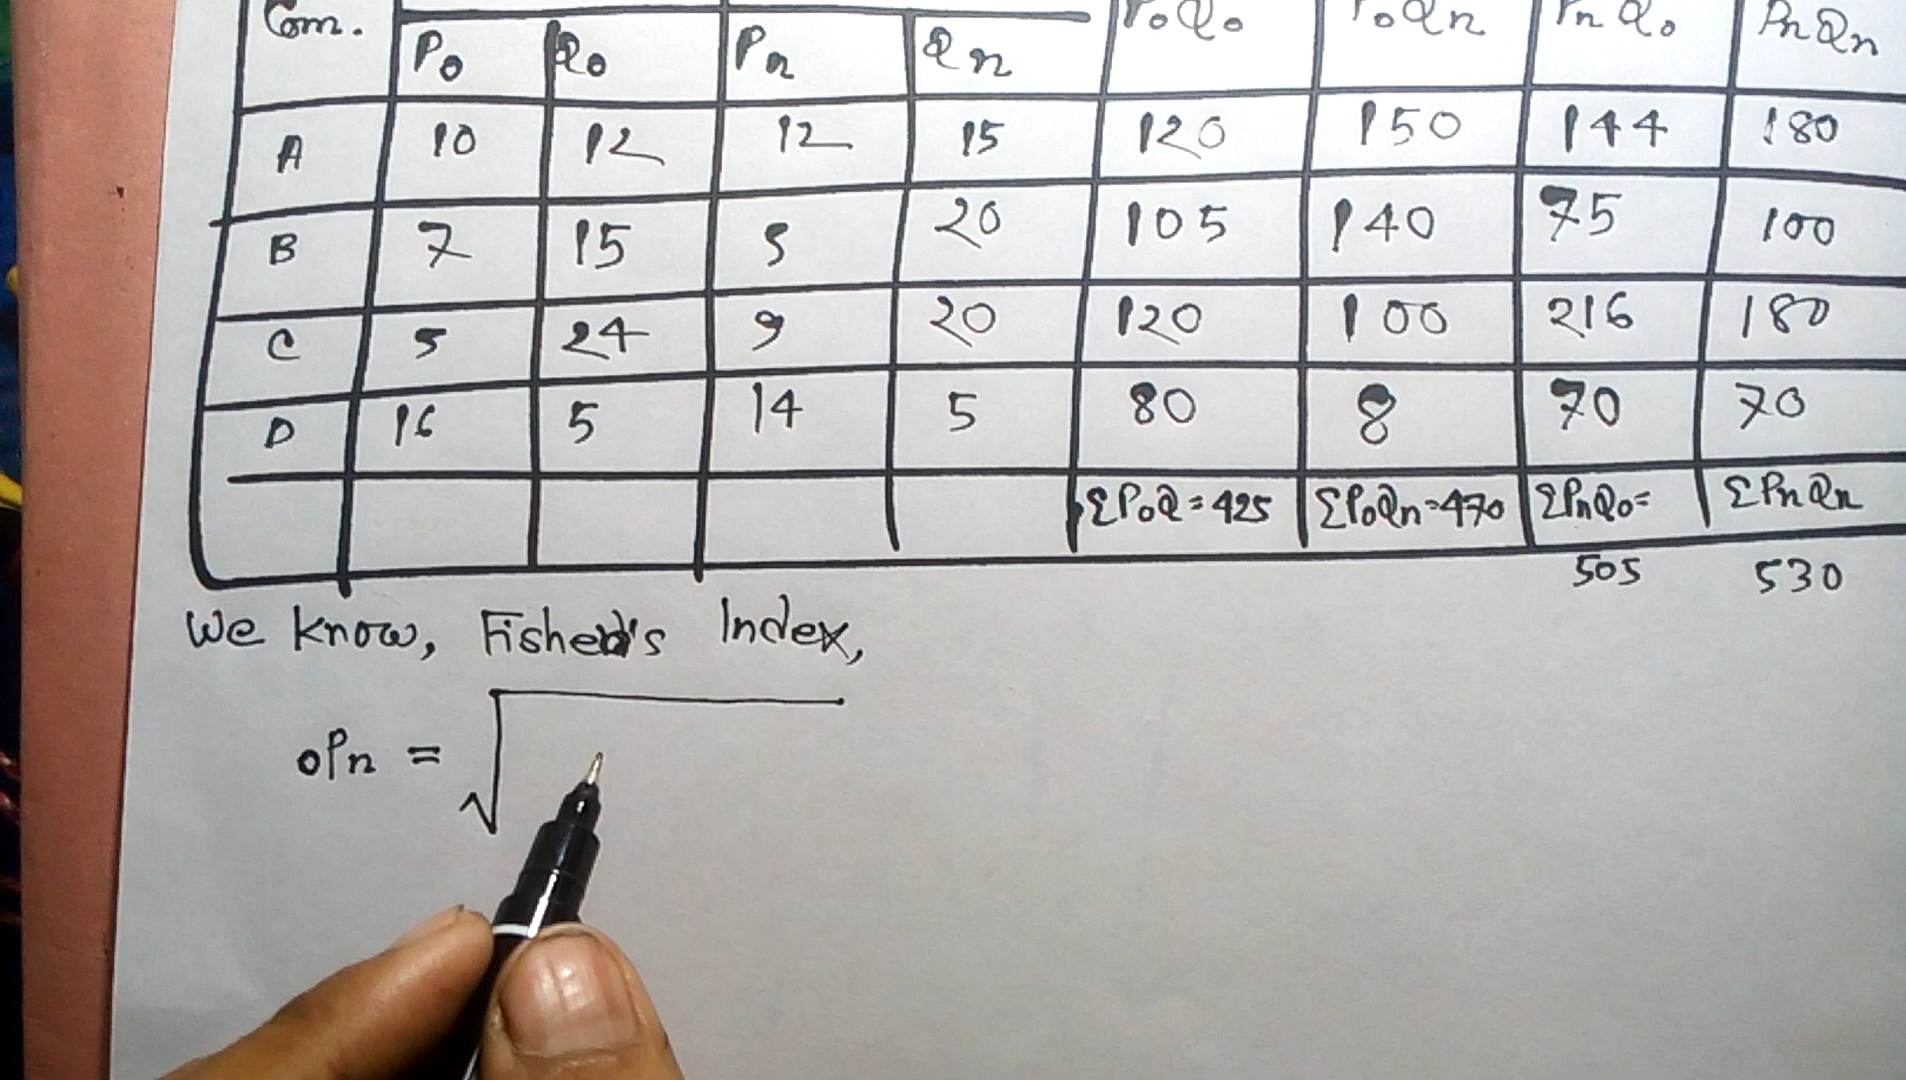 Com. P₀Q₀ P₀Qn PnQ₀ PnQn
P₀ Q₀ Pn Qn
A 10 12 12 15 120 150 144 180
B 7 15 5 20 105 140 75 100
C 5 24 9 20 120 100 216 180
D 16 5 14 5 80 8 70 70
ΣP₀Q=425 ΣP₀Qn=470 ΣPnQ₀= ΣPnQn
505 530
We know, Fisher's Index,
oPn = √